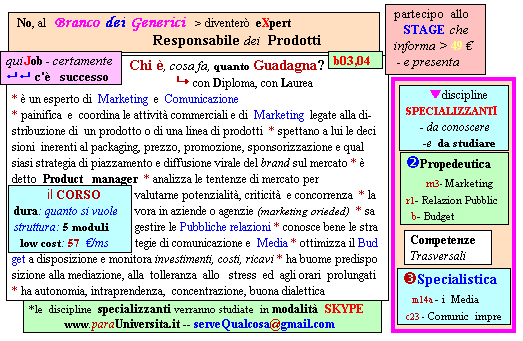 No, al Branco dei Generici > diventerò eXpert
Responsabile dei Prodotti
partecipo allo
STAGE che
informa > 49 €
- e presenta
quiJob - certamente
c'è successo
Chi è, cosa fa, quanto Guadagna?
b03,04
con Diploma, con Laurea
* è un esperto di Marketing e Comunicazione
* painifica e coordina le attività commerciali e di Marketing legate alla di-
stribuzione di un prodotto o di una linea di prodotti * spettano a lui le deci
sioni inerenti al packaging, prezzo, promozione, sponsorizzazione e qual
siasi strategia di piazzamento e diffusione virale del brand sul mercato * è
detto Product manager * analizza le tentenze di mercato per
valutarne potenzialità, criticità e concorrenza * la
vora in aziende o agenzie (marketing orieded) * sa
gestire le Pubbliche relazioni * conosce bene le stra
tegie di comunicazione e Media * ottimizza il Bud
get a disposizione e monitora investimenti, costi, ricavi * ha buome predispo
sizione alla mediazione, alla tolleranza allo stress ed agli orari prolungati
* ha autonomia, intraprendenza, concentrazione, buona dialettica
il CORSO
dura: quanto si vuole
struttura: 5 moduli
low cost: 57 €/ms
*le discipline specializzanti verranno studiate in modalità SKYPE
www.paraUniversita.it -- serveQualcosa@gmail.com
discipline
SPECIALIZZANTI
- da conoscere
-e da studiare
2Propedeutica
m3- Marketing
r1- Relazion Pubblic
b- Budget
Competenze
Trasversali
3Specialistica
m14a - i Media
c23 - Comunic impre